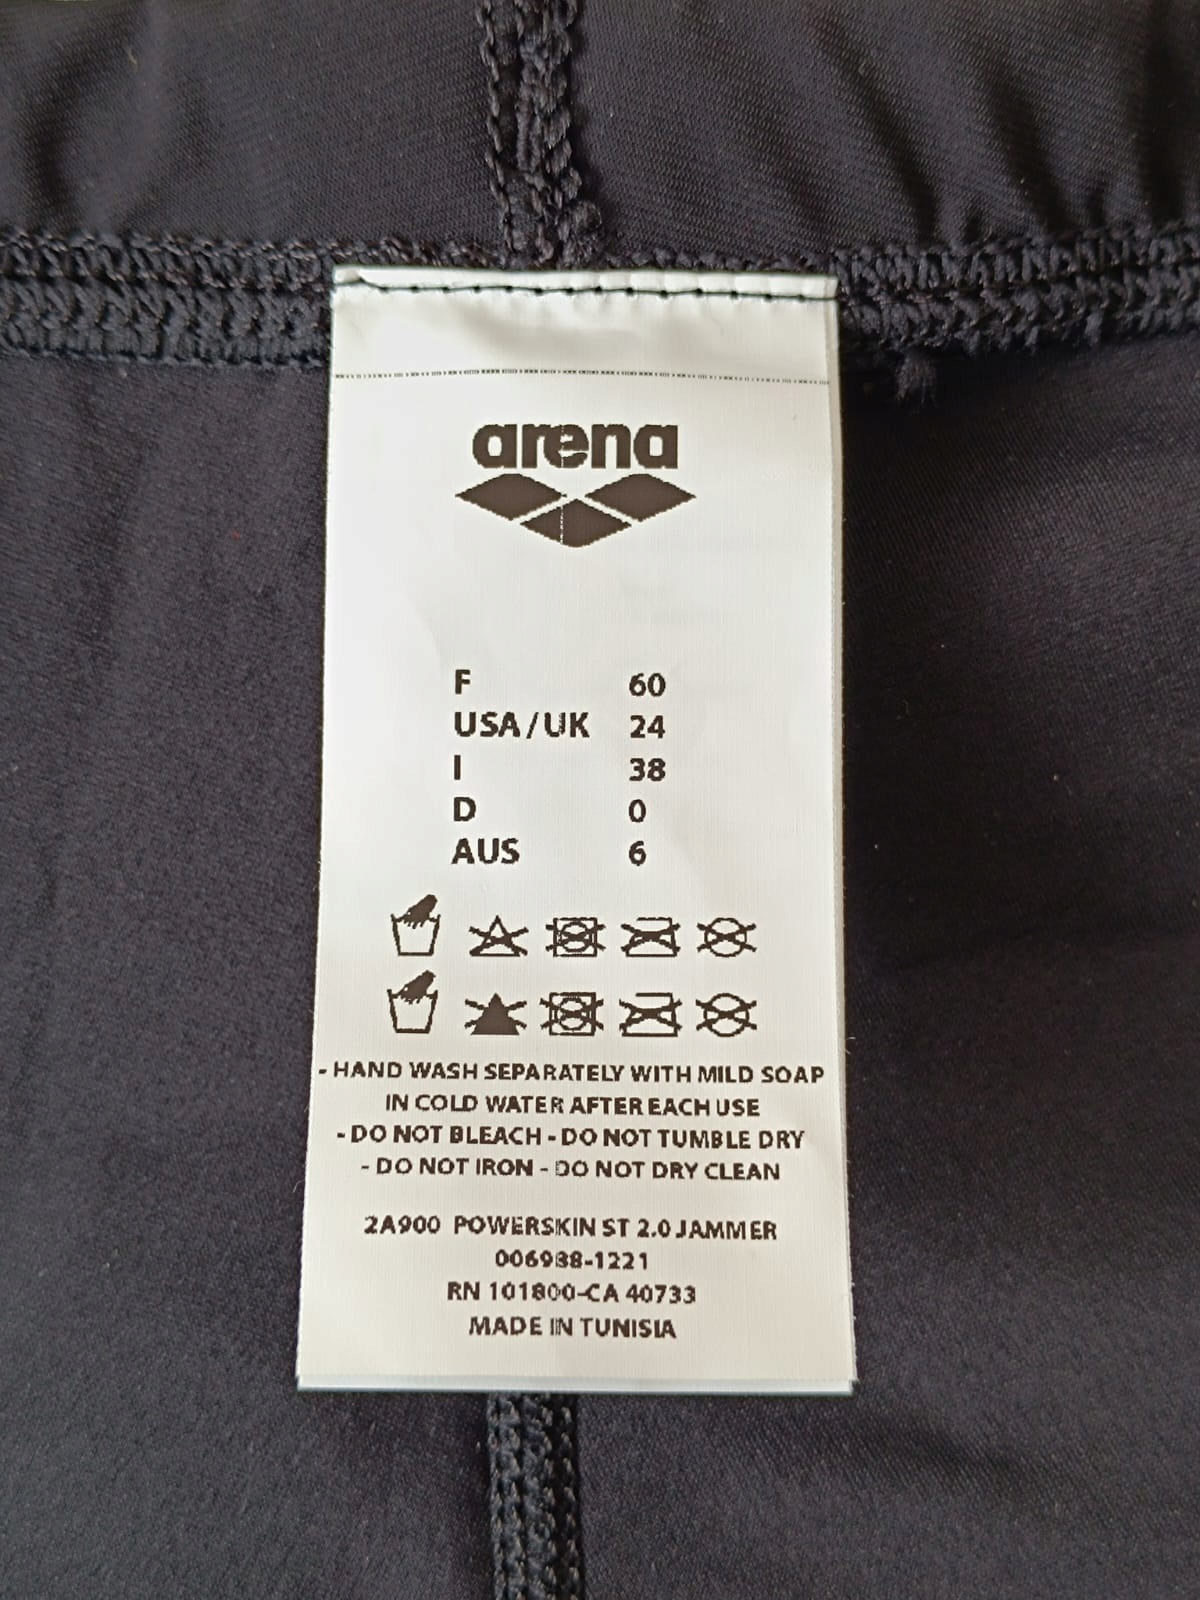 arena
F 60
USA/UK 24
I 38
D 0
AUS 6
- HAND WASH SEPARATELY WITH MILD SOAP
IN COLD WATER AFTER EACH USE
- DO NOT BLEACH - DO NOT TUMBLE DRY
- DO NOT IRON - DO NOT DRY CLEAN
2A900 POWERSKIN ST 2.0 JAMMER
006988-1221
RN 101800-CA 40733
MADE IN TUNISIA